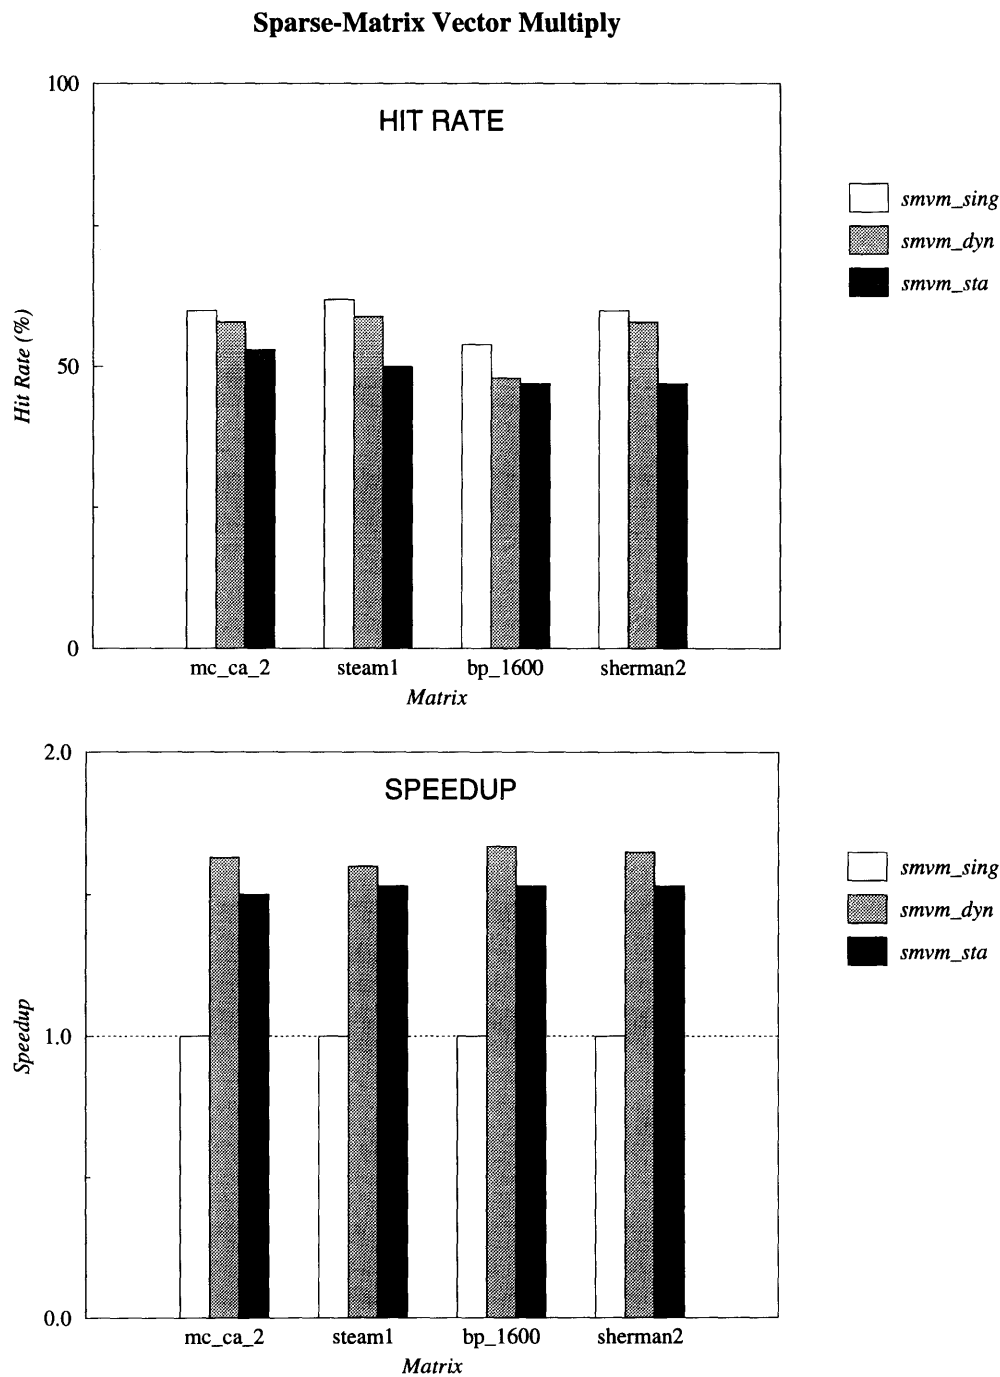 Sparse-Matrix Vector Multiply
100
HIT RATE
smvm_sing
smvm_dyn
smvm_sta
Hit Rate (%)
50
0
mc_ca_2 steam1 bp_1600 sherman2
Matrix
2.0
SPEEDUP
smvm_sing
smvm_dyn
smvm_sta
Speedup
1.0
0.0
mc_ca_2 steam1 bp_1600 sherman2
Matrix